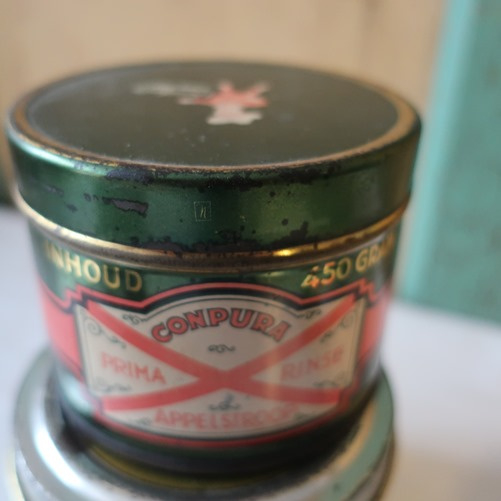 INHOUD 450 GRAM
CONPURA
PRIMA RINSE
APPELSTROOP